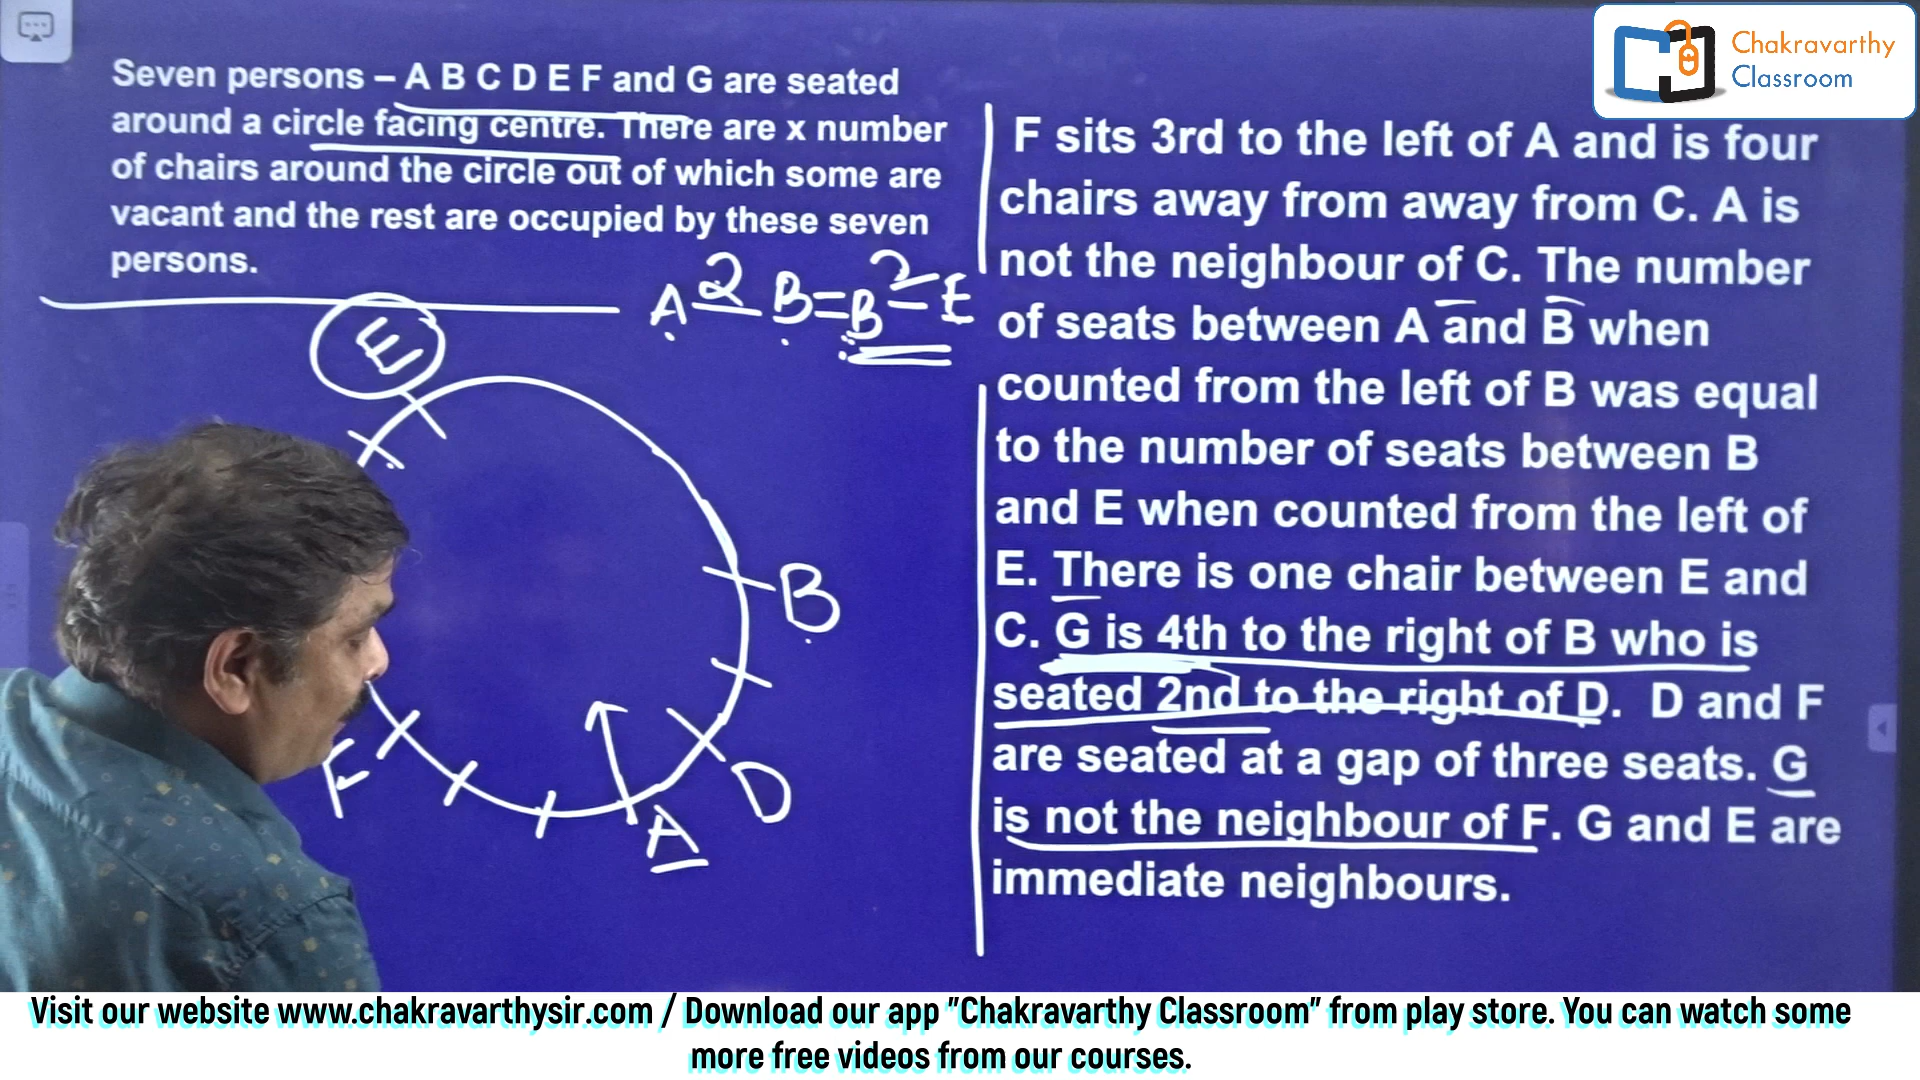 Chakravarthy
Classroom
Seven persons – A B C D E F and G are seated
around a circle facing centre. There are x number
of chairs around the circle out of which some are
vacant and the rest are occupied by these seven
persons.
A 2 B = B 2 E
E
B
D
A
F
F sits 3rd to the left of A and is four
chairs away from away from C. A is
not the neighbour of C. The number
of seats between A and B when
counted from the left of B was equal
to the number of seats between B
and E when counted from the left of
E. There is one chair between E and
C. G is 4th to the right of B who is
seated 2nd to the right of D. D and F
are seated at a gap of three seats. G
is not the neighbour of F. G and E are
immediate neighbours.
Visit our website www.chakravarthysir.com / Download our app "Chakravarthy Classroom" from play store. You can watch some
more free videos from our courses.